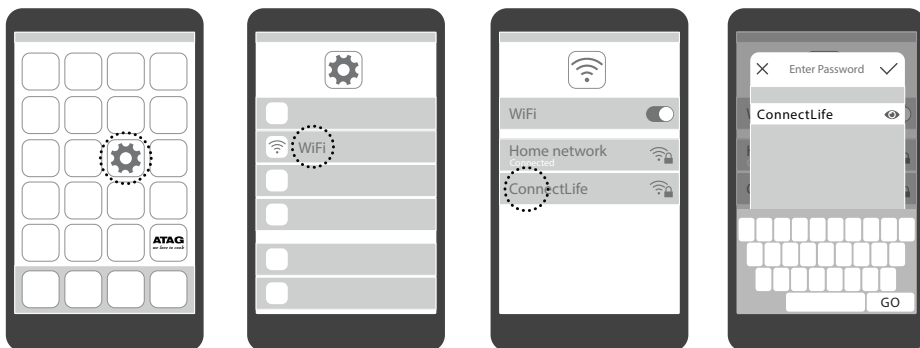 ATAG
we love to cook
WiFi
WiFi
Home network
Connected
ConnectLife
Enter Password
ConnectLife
GO